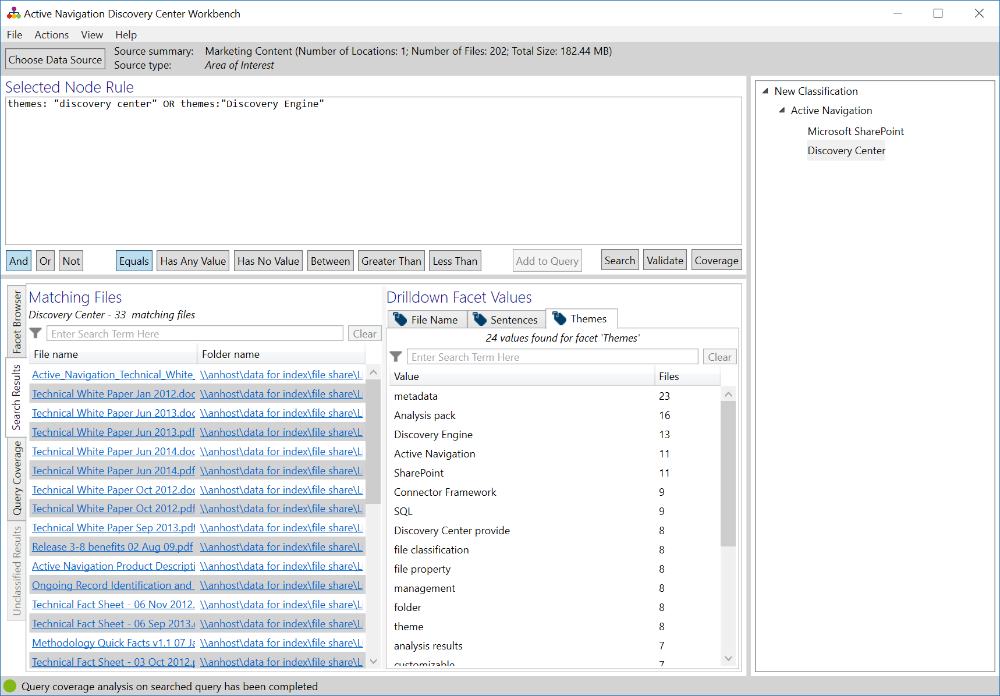 Active Navigation Discovery Center Workbench
File Actions View Help
Choose Data Source
Source summary: Marketing Content (Number of Locations: 1; Number of Files: 202; Total Size: 182.44 MB)
Source type: Area of Interest
Selected Node Rule
themes: "discovery center" OR themes:"Discovery Engine"
And Or Not Equals Has Any Value Has No Value Between Greater Than Less Than Add to Query Search Validate Coverage
New Classification
Active Navigation
Microsoft SharePoint
Discovery Center
Facet Browser
Search Results
Query Coverage
Unclassified Results
Matching Files
Discovery Center - 33 matching files
Enter Search Term Here Clear
File name Folder name
Active_Navigation_Technical_White_ \\anhost\data for index\file share\Li
Technical White Paper Jan 2012.doc \\anhost\data for index\file share\Li
Technical White Paper Jun 2013.doc \\anhost\data for index\file share\Li
Technical White Paper Jun 2013.pdf \\anhost\data for index\file share\Li
Technical White Paper Jun 2014.doc \\anhost\data for index\file share\Li
Technical White Paper Jun 2014.pdf \\anhost\data for index\file share\Li
Technical White Paper Oct 2012.doc \\anhost\data for index\file share\Li
Technical White Paper Oct 2012.pdf \\anhost\data for index\file share\Li
Technical White Paper Sep 2013.pdf \\anhost\data for index\file share\Li
Release 3-8 benefits 02 Aug 09.pdf \\anhost\data for index\file share\Li
Active Navigation Product Descripti \\anhost\data for index\file share\Li
Ongoing Record Identification and \\anhost\data for index\file share\Li
Technical Fact Sheet - 06 Nov 2012. \\anhost\data for index\file share\Li
Technical Fact Sheet - 06 Sep 2013.c \\anhost\data for index\file share\Li
Methodology Quick Facts v1.1 07 Ja \\anhost\data for index\file share\Li
Technical Fact Sheet - 03 Oct 2012.p \\anhost\data for index\file share\Li
Drilldown Facet Values
File Name Sentences Themes
24 values found for facet 'Themes'
Enter Search Term Here Clear
Value Files
metadata 23
Analysis pack 16
Discovery Engine 13
Active Navigation 11
SharePoint 11
Connector Framework 9
SQL 9
Discovery Center provide 8
file classification 8
file property 8
management 8
folder 8
theme 8
analysis results 7
customizable 7
Query coverage analysis on searched query has been completed